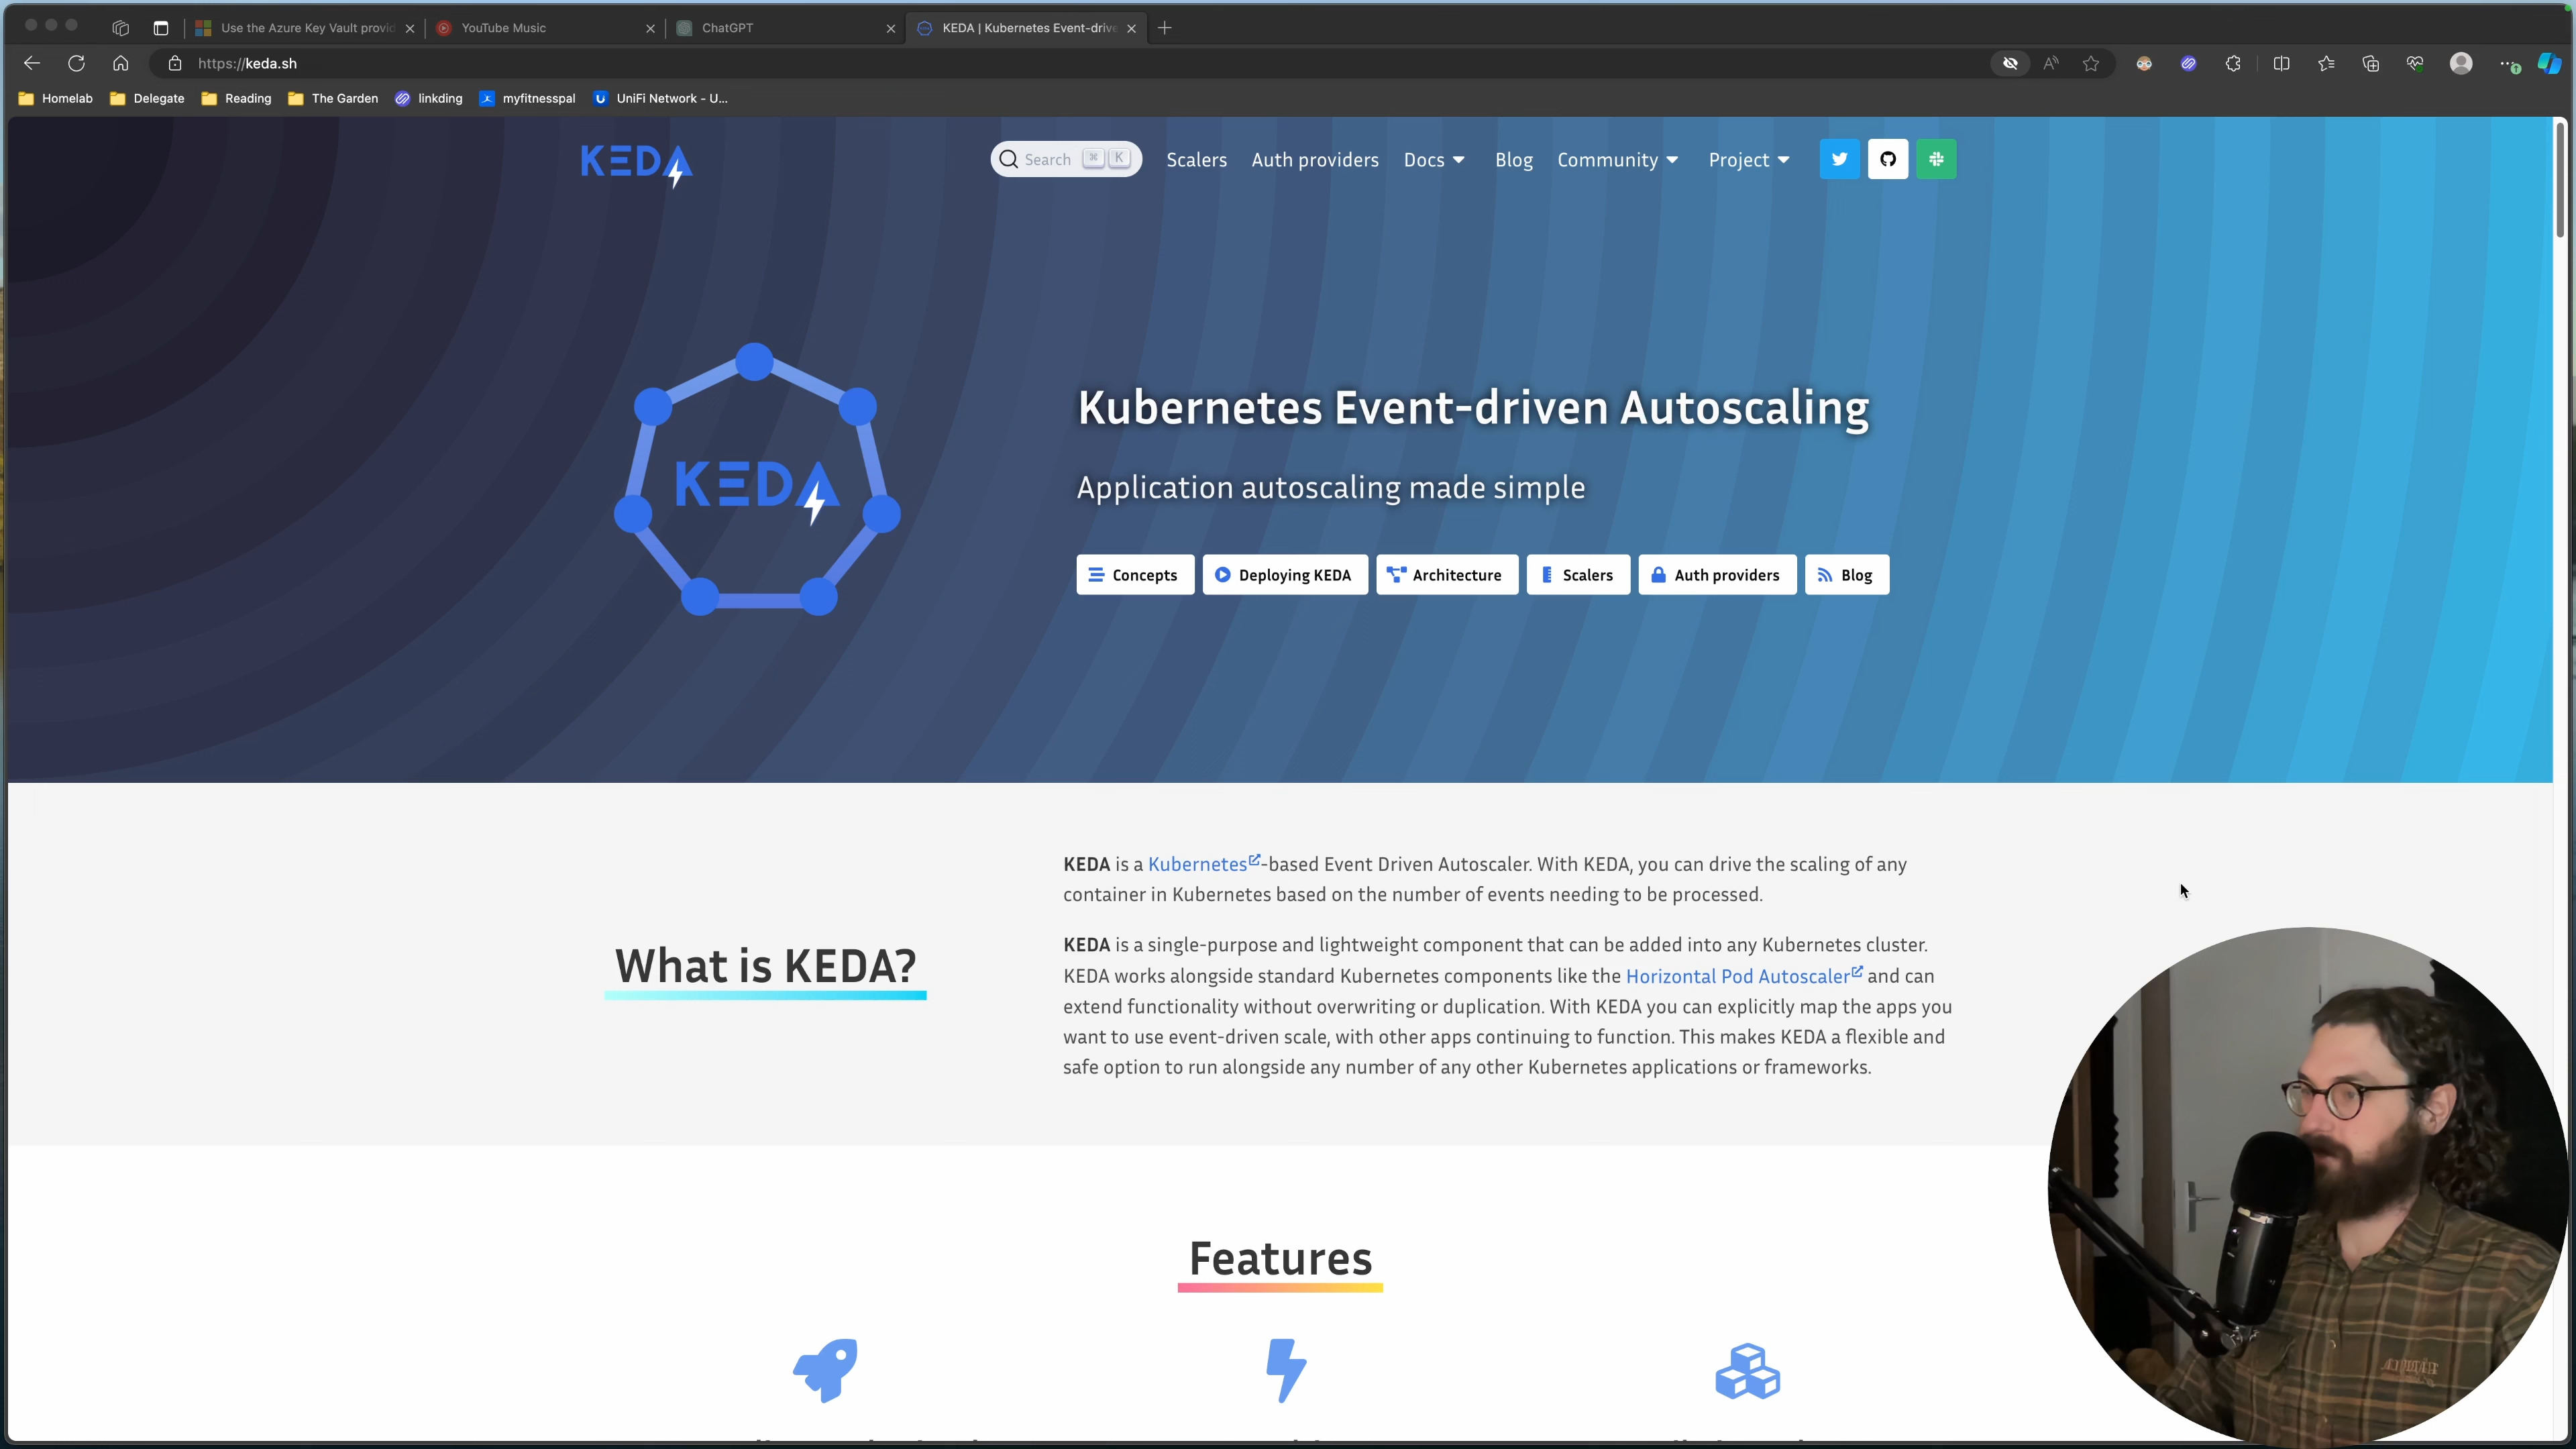 Use the Azure Key Vault provid
YouTube Music
ChatGPT
KEDA | Kubernetes Event-drive
https://keda.sh
Homelab
Delegate
Reading
The Garden
linkding
myfitnesspal
UniFi Network - U...
KEDA
Search ⌘ K
Scalers
Auth providers
Docs
Blog
Community
Project
KEDA
Kubernetes Event-driven Autoscaling
Application autoscaling made simple
Concepts
Deploying KEDA
Architecture
Scalers
Auth providers
Blog
What is KEDA?
KEDA is a Kubernetes-based Event Driven Autoscaler. With KEDA, you can drive the scaling of any
container in Kubernetes based on the number of events needing to be processed.
KEDA is a single-purpose and lightweight component that can be added into any Kubernetes cluster.
KEDA works alongside standard Kubernetes components like the Horizontal Pod Autoscaler and can
extend functionality without overwriting or duplication. With KEDA you can explicitly map the apps you
want to use event-driven scale, with other apps continuing to function. This makes KEDA a flexible and
safe option to run alongside any number of any other Kubernetes applications or frameworks.
Features